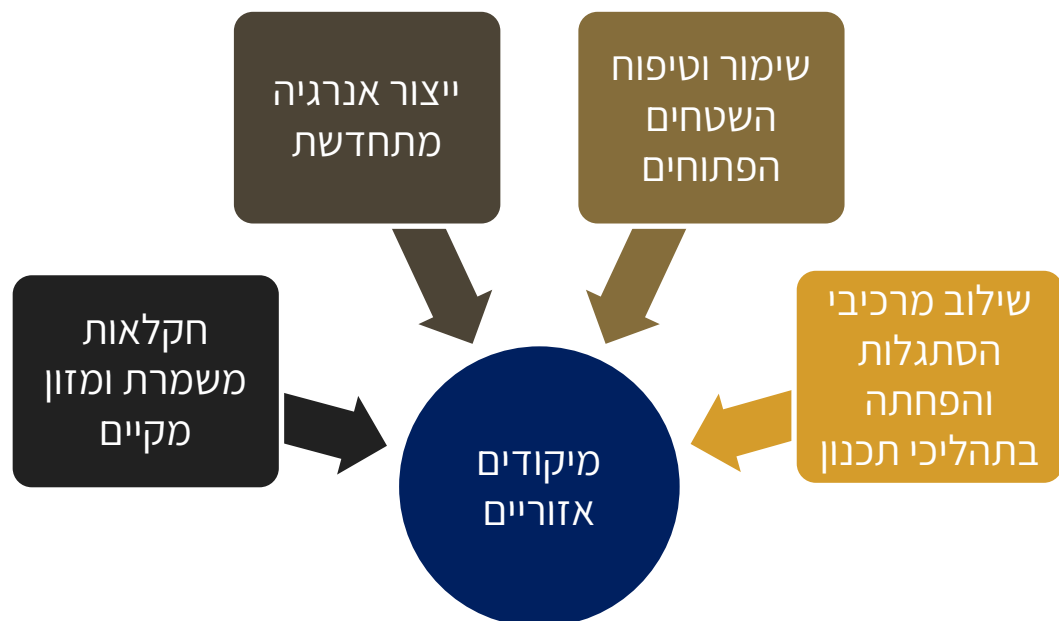 שימור וטיפוח
השטחים
הפתוחים
ייצור אנרגיה
מתחדשת
שילוב מרכיבי
הסתגלות
והפחתה
בתהליכי תכנון
חקלאות
משמרת ומזון
מקיים
מיקודים
אזוריים